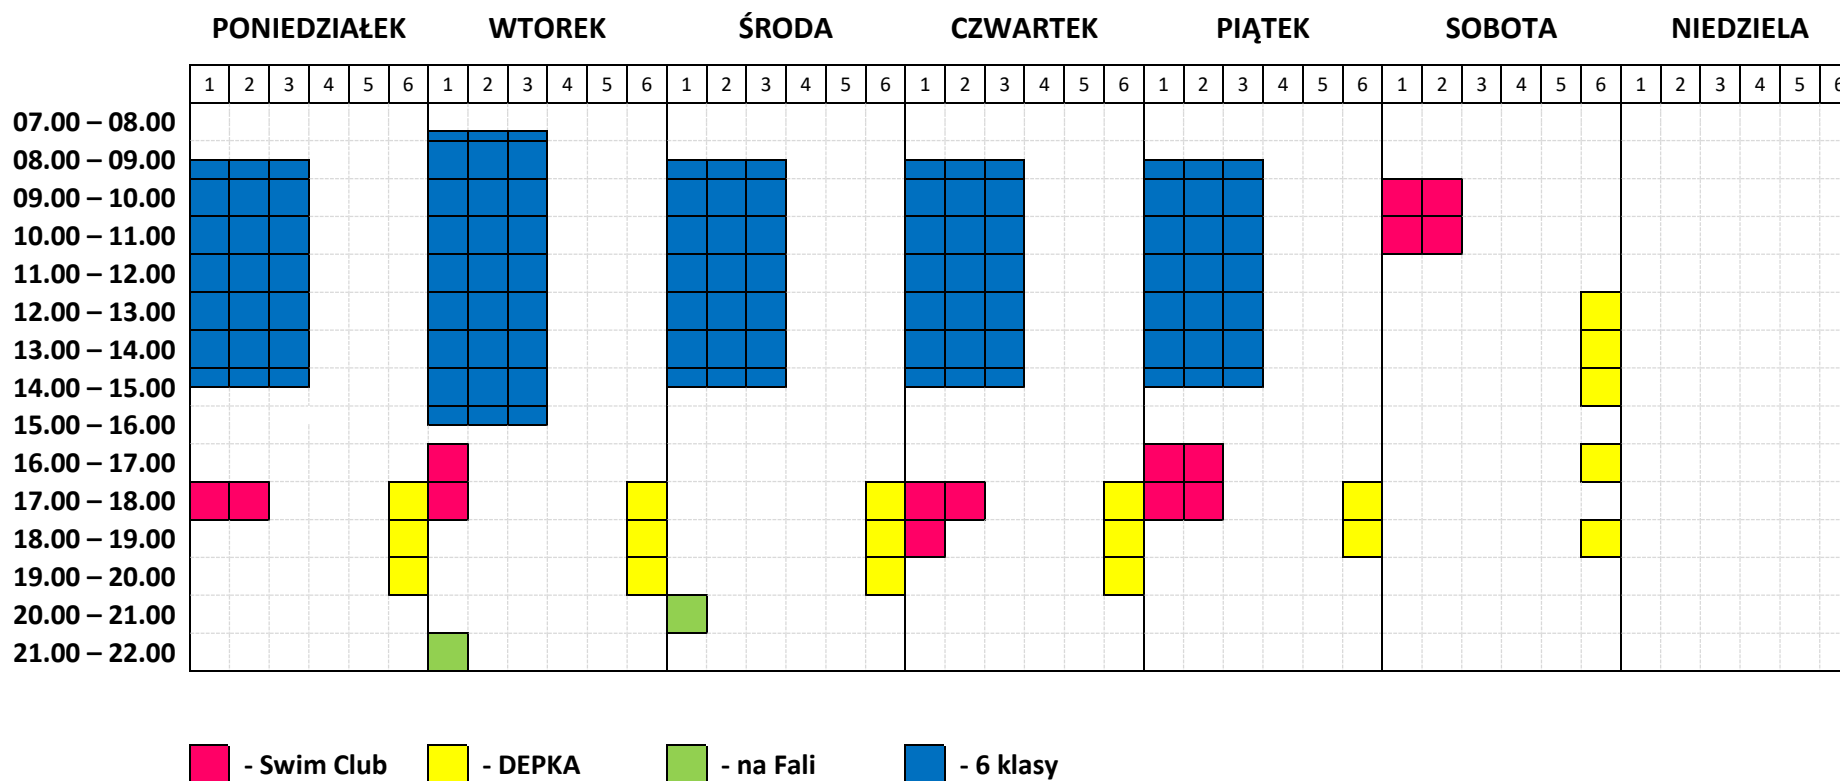 PONIEDZIAŁEK WTOREK ŚRODA CZWARTEK PIĄTEK SOBOTA NIEDZIELA
1 2 3 4 5 6 1 2 3 4 5 6 1 2 3 4 5 6 1 2 3 4 5 6 1 2 3 4 5 6 1 2 3 4 5 6 1 2 3 4 5 6
07.00 – 08.00
08.00 – 09.00
09.00 – 10.00
10.00 – 11.00
11.00 – 12.00
12.00 – 13.00
13.00 – 14.00
14.00 – 15.00
15.00 – 16.00
16.00 – 17.00
17.00 – 18.00
18.00 – 19.00
19.00 – 20.00
20.00 – 21.00
21.00 – 22.00
- Swim Club - DEPKA - na Fali - 6 klasy